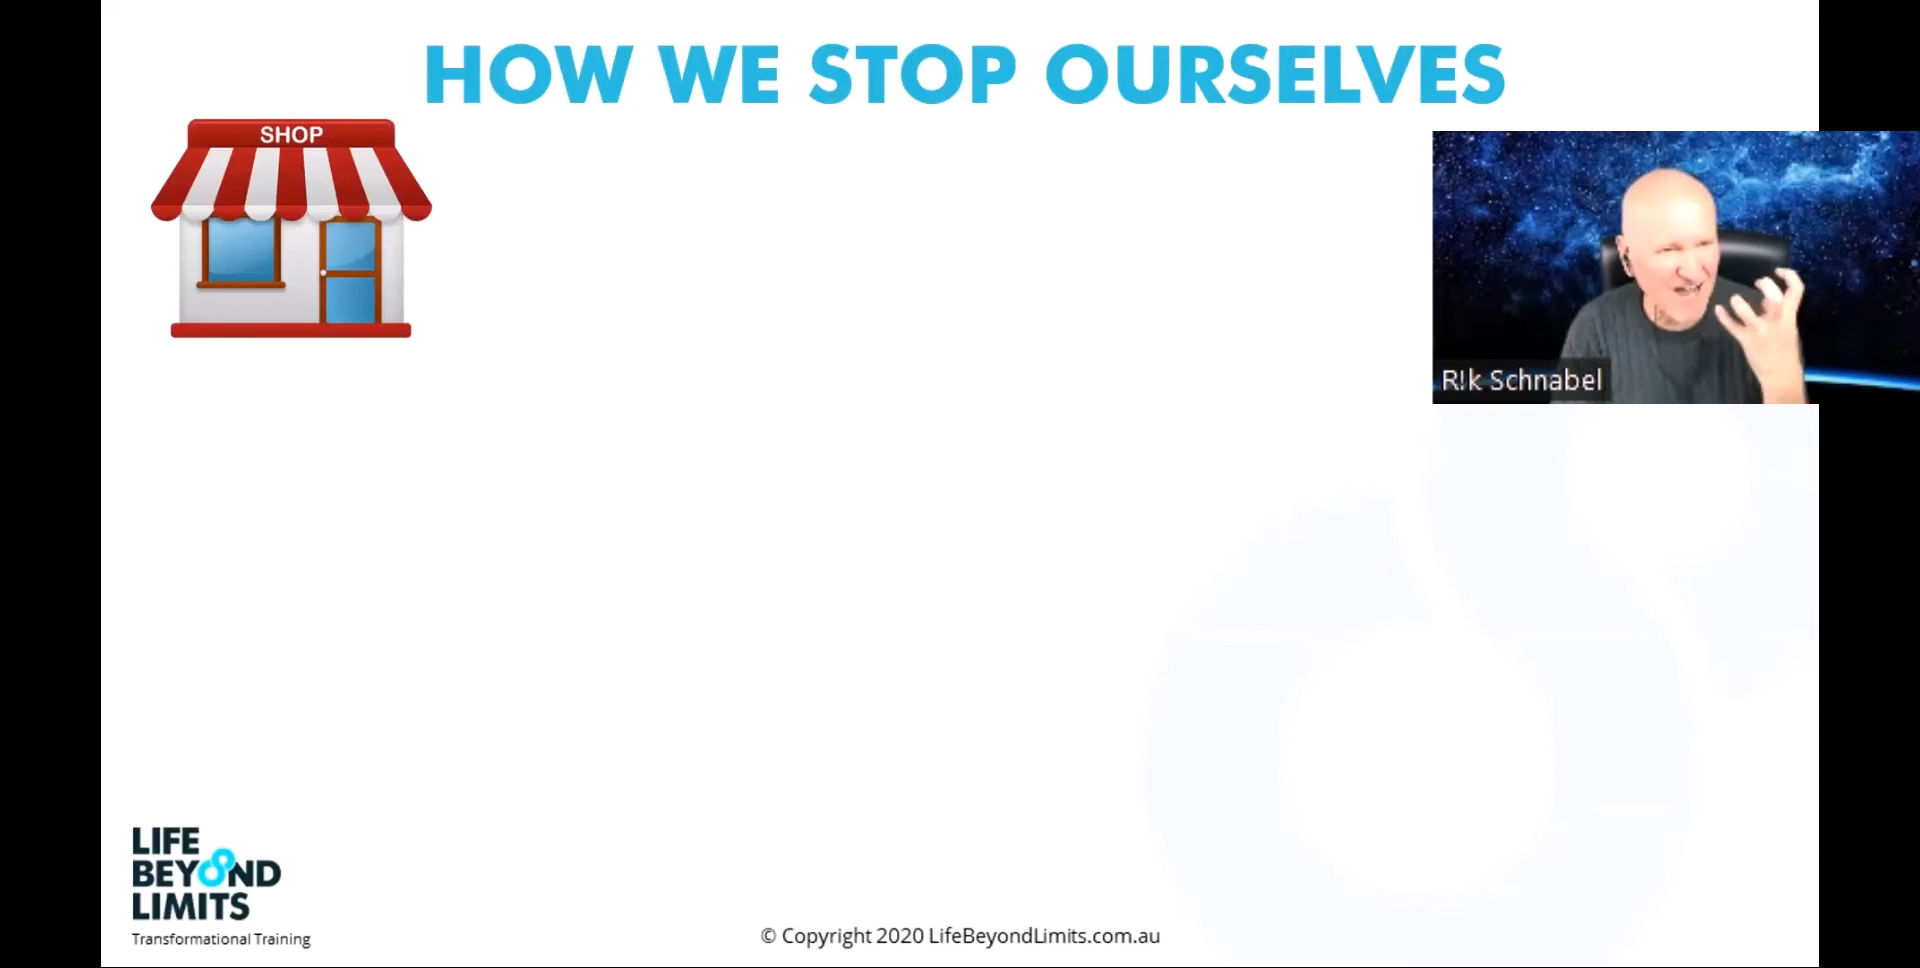 HOW WE STOP OURSELVES
SHOP
R!k Schnabel
LIFE
BEYOND
LIMITS
Transformational Training
© Copyright 2020 LifeBeyondLimits.com.au